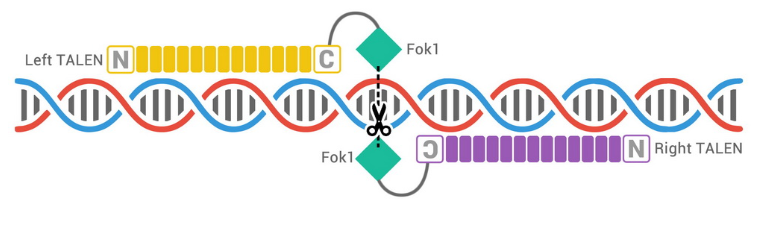 Left TALEN N C Fok1
Fok1 C N Right TALEN